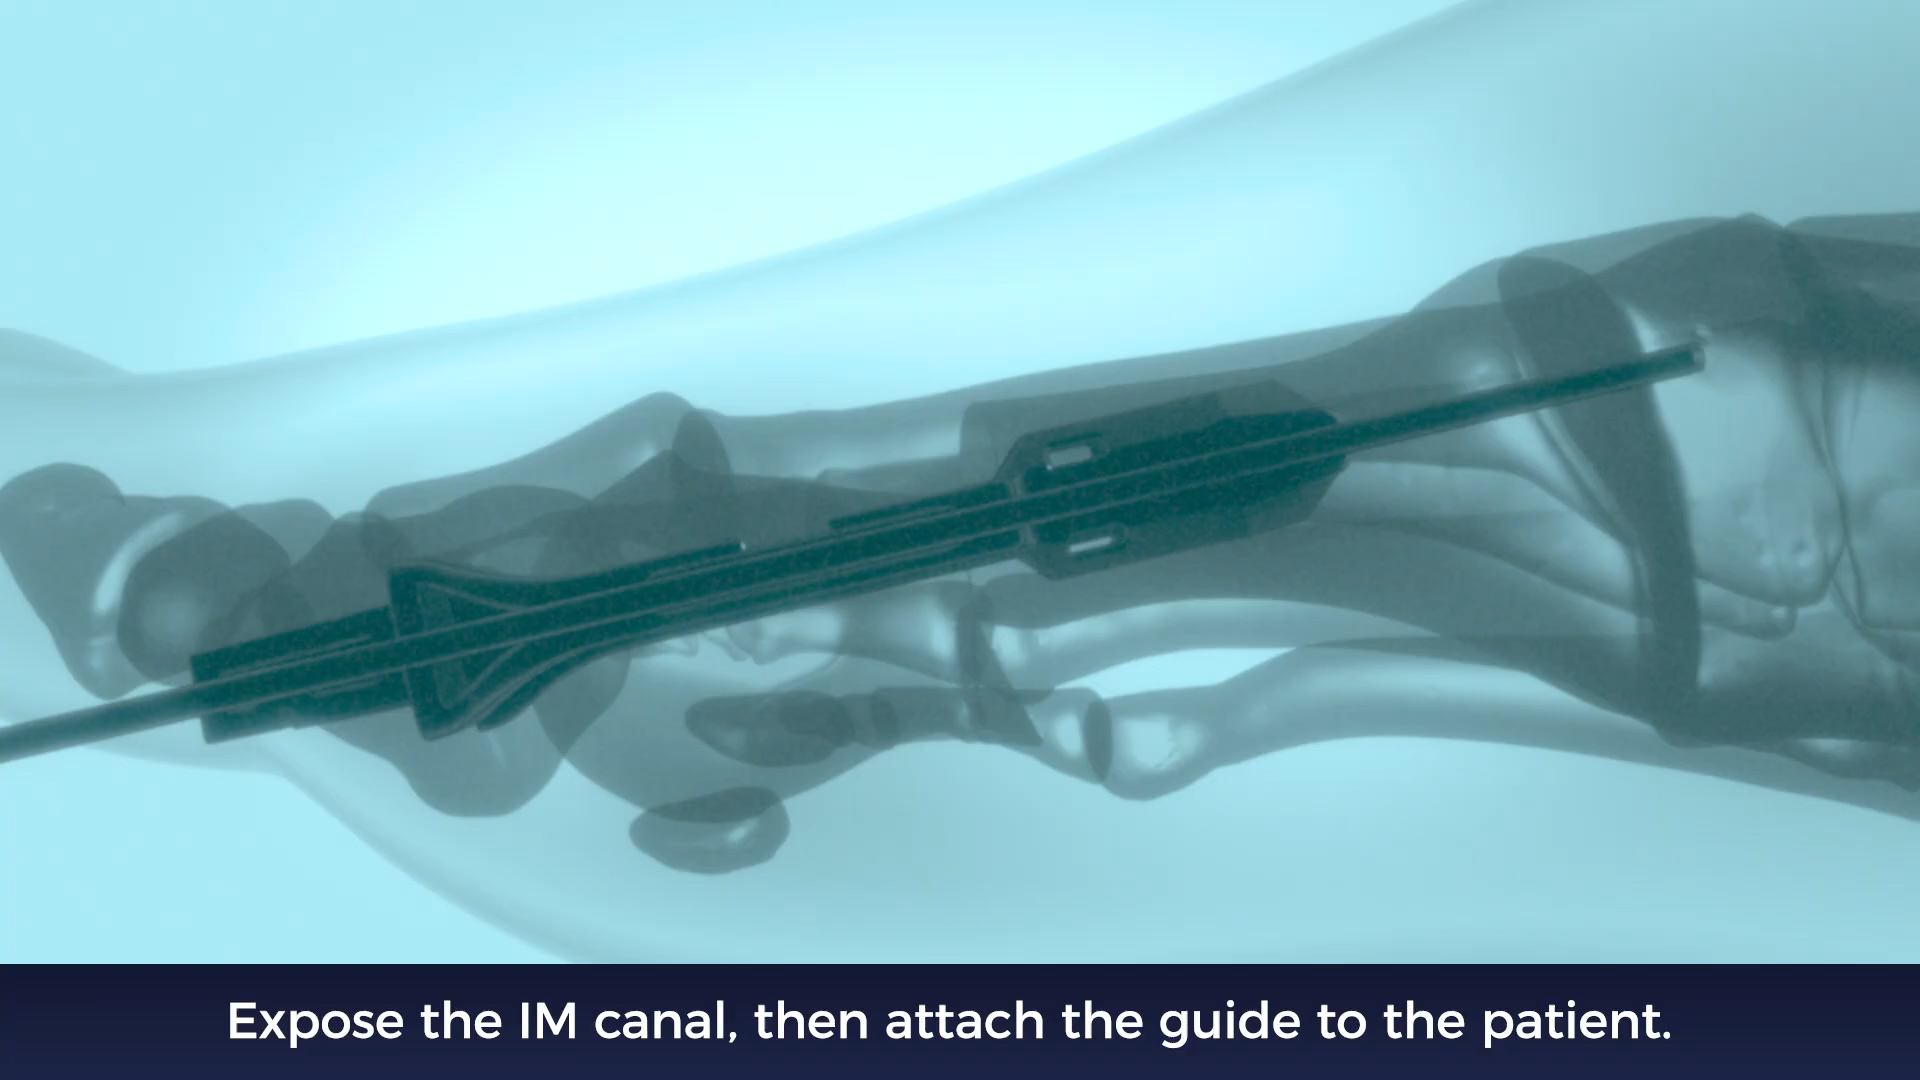 Expose the IM canal, then attach the guide to the patient.